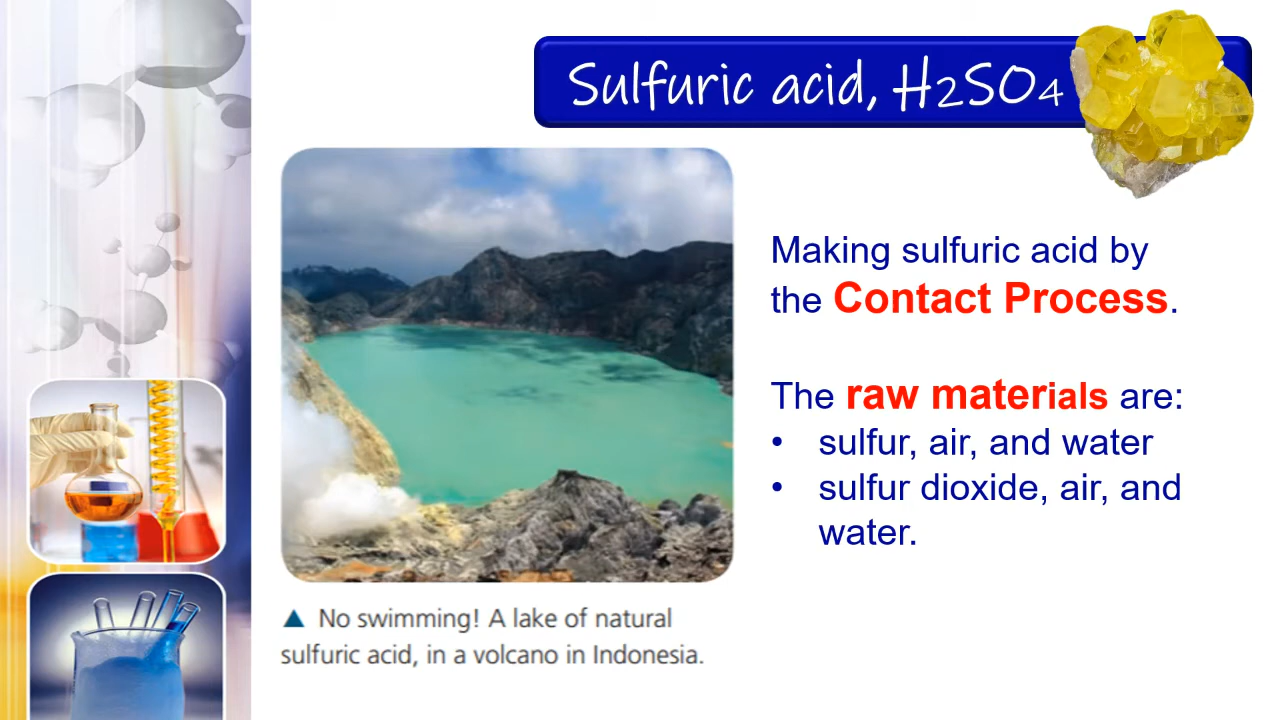 Sulfuric acid, H2SO4
Making sulfuric acid by
the Contact Process.
The raw materials are:
• sulfur, air, and water
• sulfur dioxide, air, and
water.
▲ No swimming! A lake of natural
sulfuric acid, in a volcano in Indonesia.